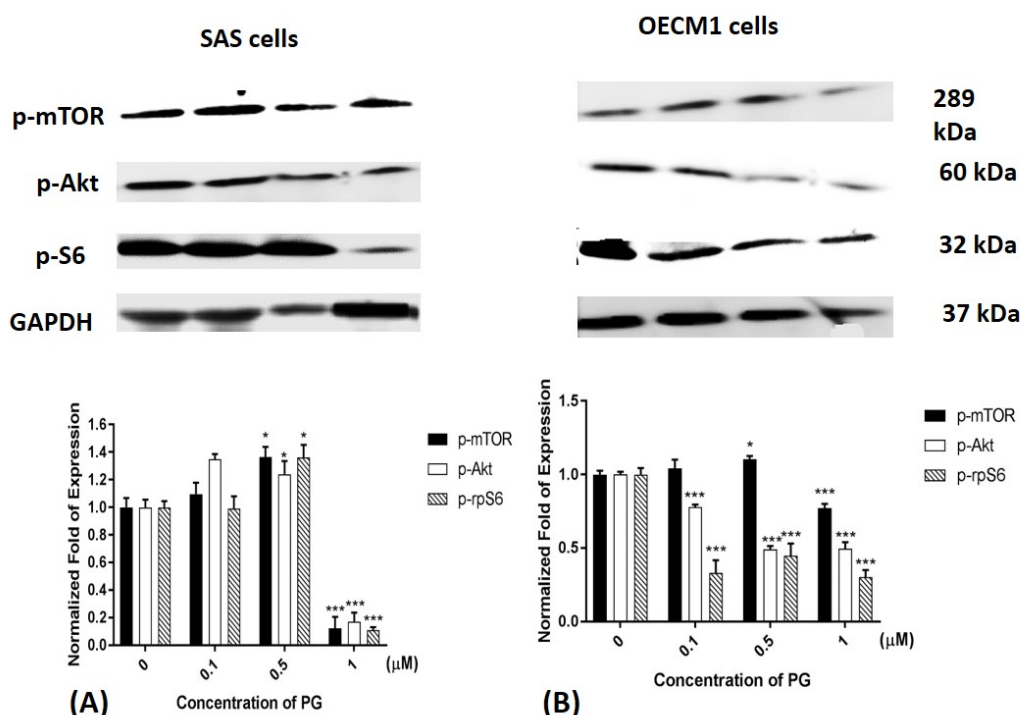 SAS cells
OECM1 cells
p-mTOR
289
kDa
p-Akt
60 kDa
p-S6
32 kDa
GAPDH
37 kDa
Normalized Fold of Expression
1.6
1.4
1.2
1.0
0.8
0.6
0.4
0.2
0.0
* * *
*** *** ***
0
0.1
0.5
1
(μM)
Concentration of PG
p-mTOR
p-Akt
p-rpS6
(A)
Normalized Fold of Expression
1.5
1.0
0.5
0.0
*** ***
* *** ***
*** *** ***
0
0.1
0.5
1
(μM)
Concentration of PG
p-mTOR
p-Akt
p-rpS6
(B)